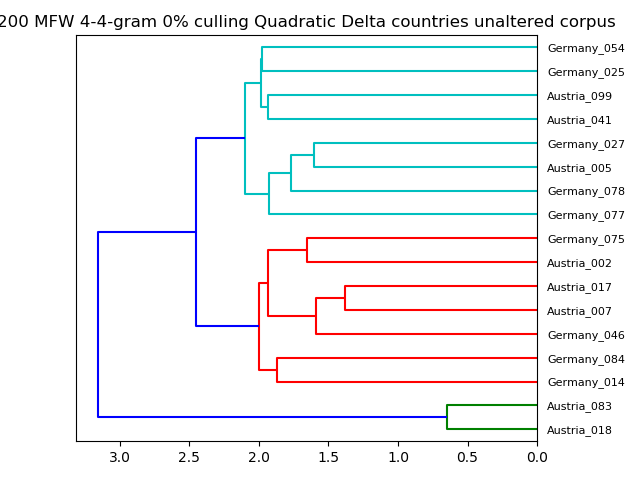 200 MFW 4-4-gram 0% culling Quadratic Delta countries unaltered corpus
Germany_054
Germany_025
Austria_099
Austria_041
Germany_027
Austria_005
Germany_078
Germany_077
Germany_075
Austria_002
Austria_017
Austria_007
Germany_046
Germany_084
Germany_014
Austria_083
Austria_018
3.0 2.5 2.0 1.5 1.0 0.5 0.0